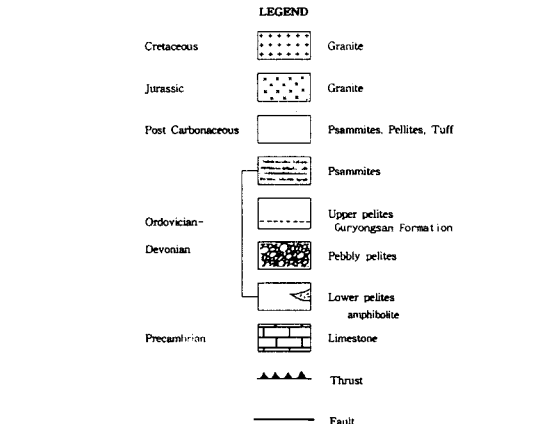 LEGEND
Cretaceous Granite
Jurassic Granite
Post Carbonaceous Psammites. Pellites, Tuff
Psammites
Ordovician- Upper pelites
Guryongsan Formation
Devonian Pebbly pelites
Lower pelites
amphibolite
Precambrian Limestone
Thrust
Fault